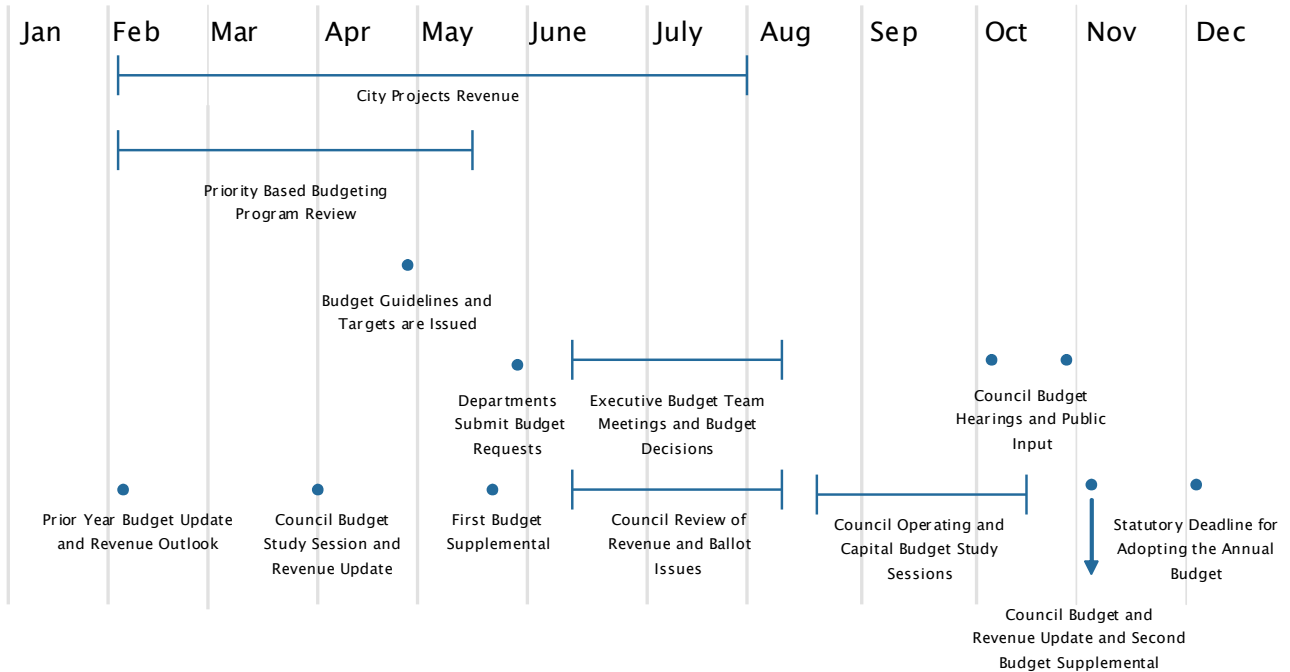 Jan Feb Mar Apr May June July Aug Sep Oct Nov Dec
City Projects Revenue
Priority Based Budgeting
Program Review
Budget Guidelines and
Targets are Issued
Departments
Submit Budget
Requests
Executive Budget Team
Meetings and Budget
Decisions
Council Budget
Hearings and Public
Input
Prior Year Budget Update
and Revenue Outlook
Council Budget
Study Session and
Revenue Update
First Budget
Supplemental
Council Review of
Revenue and Ballot
Issues
Council Operating and
Capital Budget Study
Sessions
Statutory Deadline for
Adopting the Annual
Budget
Council Budget and
Revenue Update and Second
Budget Supplemental